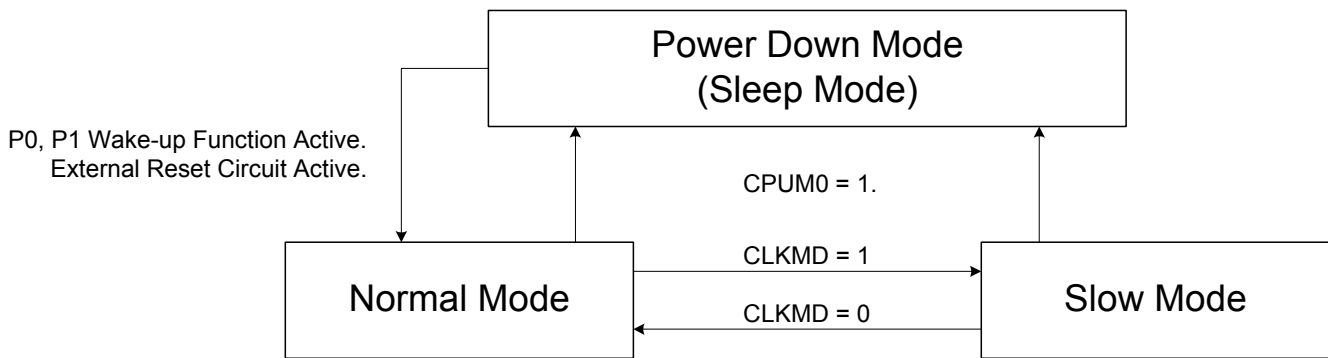 Power Down Mode
(Sleep Mode)
P0, P1 Wake-up Function Active.
External Reset Circuit Active.
CPUM0 = 1.
CLKMD = 1
Normal Mode
Slow Mode
CLKMD = 0